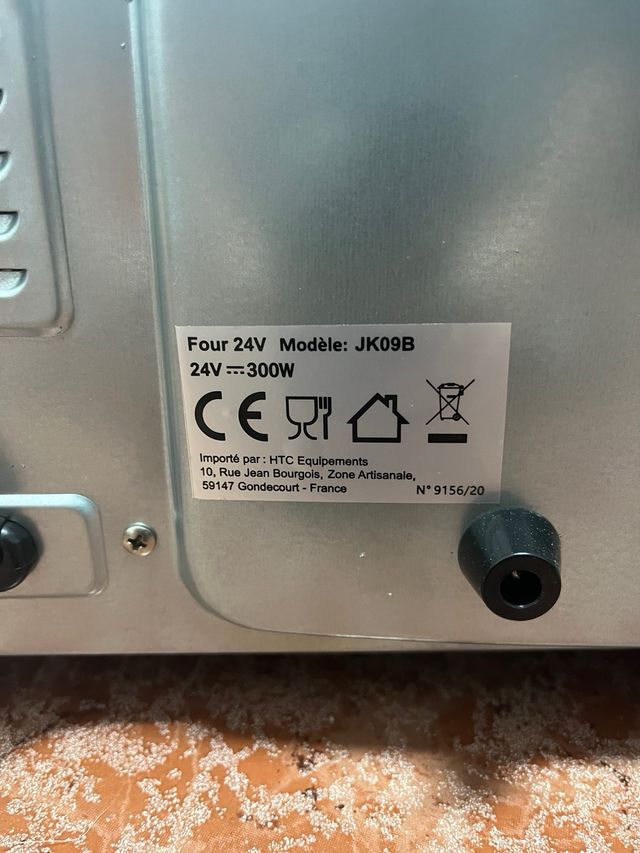 Four 24V Modèle: JK09B
24V ⎓ 300W
CE
Importé par : HTC Equipements
10, Rue Jean Bourgois, Zone Artisanale,
59147 Gondecourt - France N° 9156/20